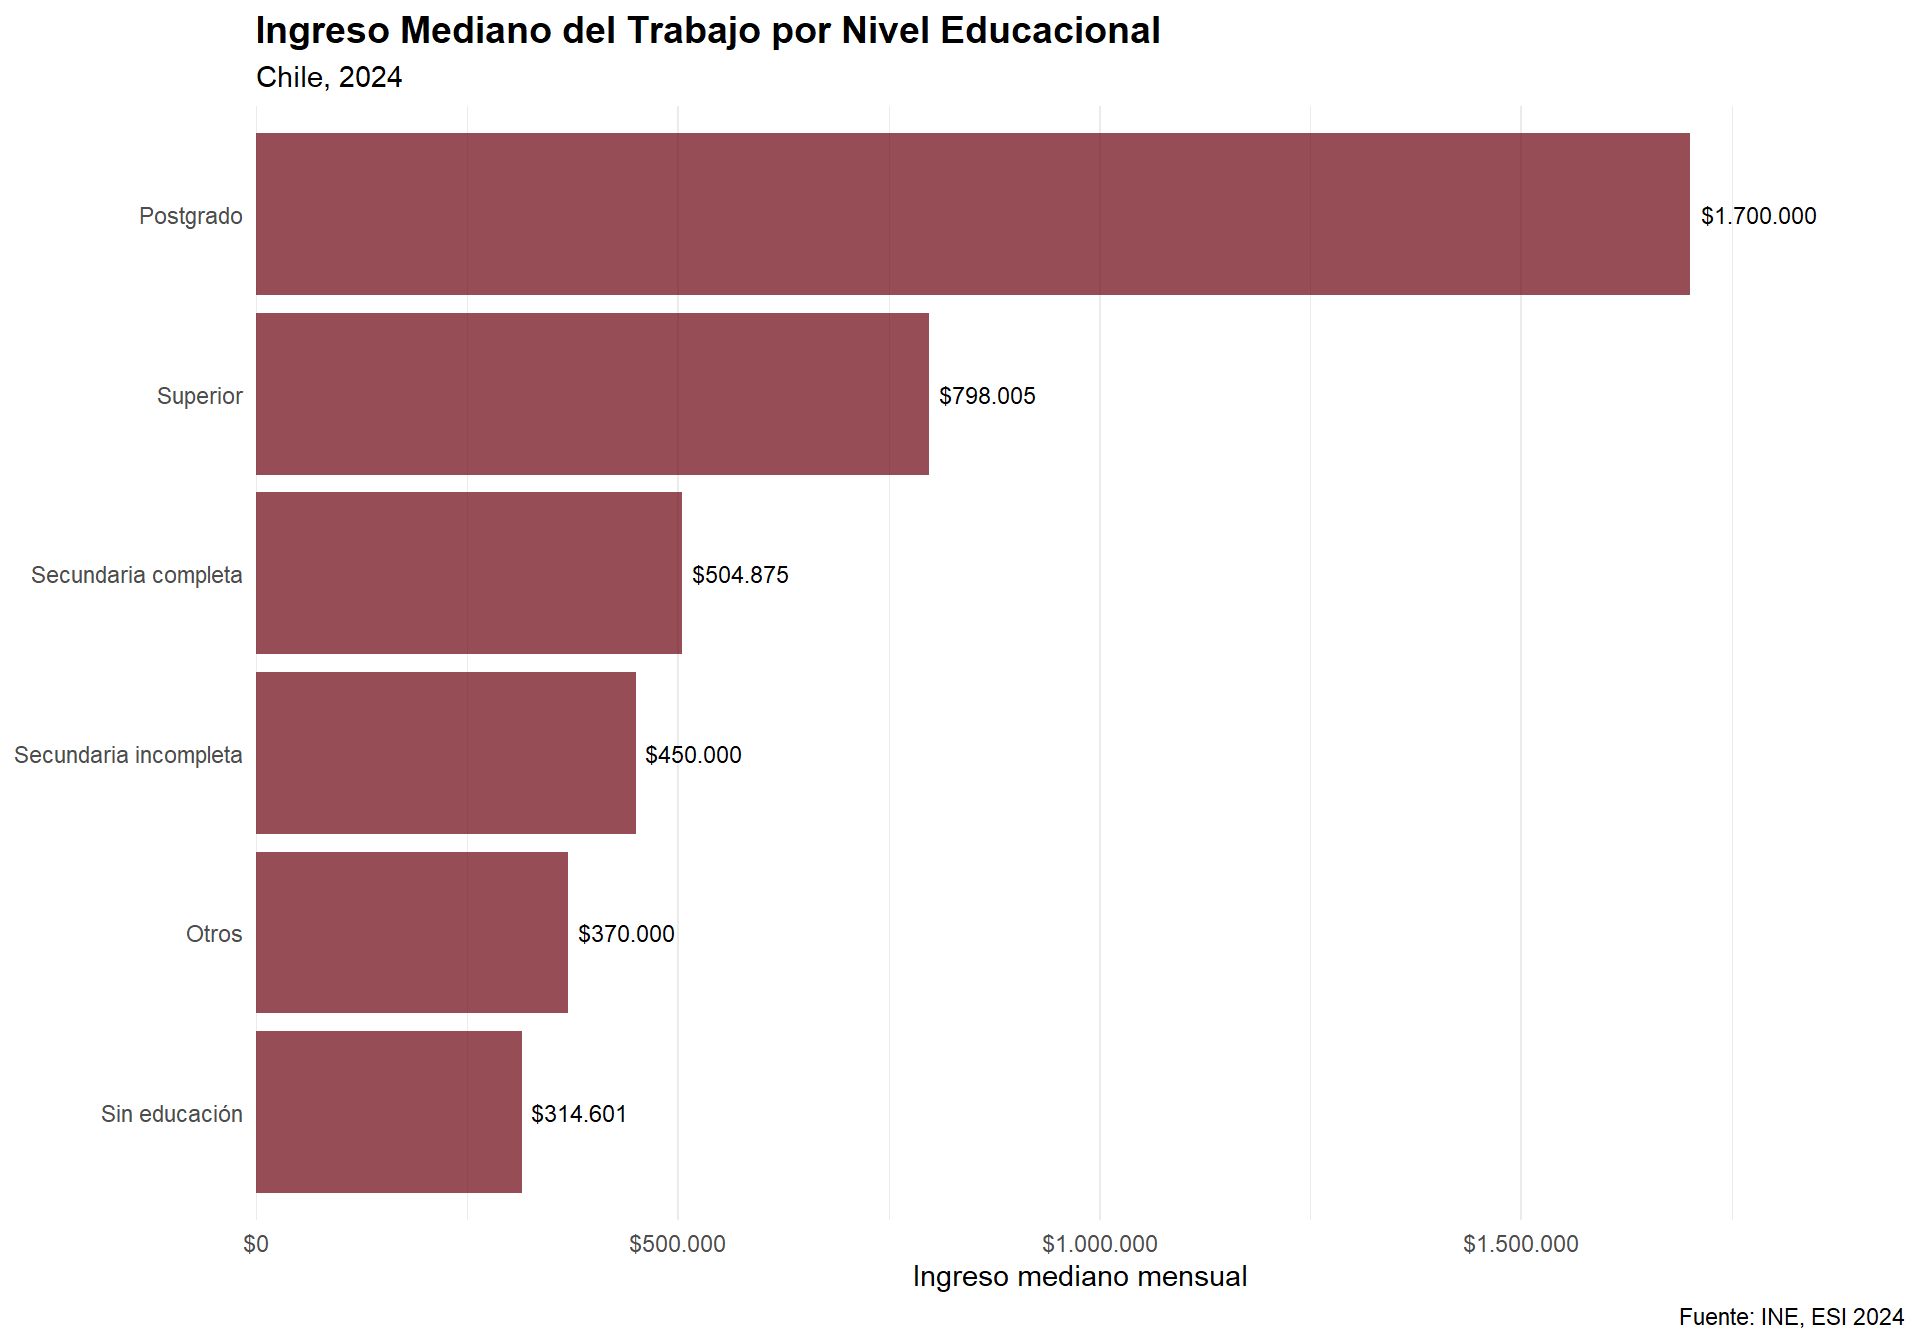 Ingreso Mediano del Trabajo por Nivel Educacional
Chile, 2024
Postgrado
$1.700.000
Superior
$798.005
Secundaria completa
$504.875
Secundaria incompleta
$450.000
Otros
$370.000
Sin educación
$314.601
$0
$500.000
$1.000.000
$1.500.000
Ingreso mediano mensual
Fuente: INE, ESI 2024